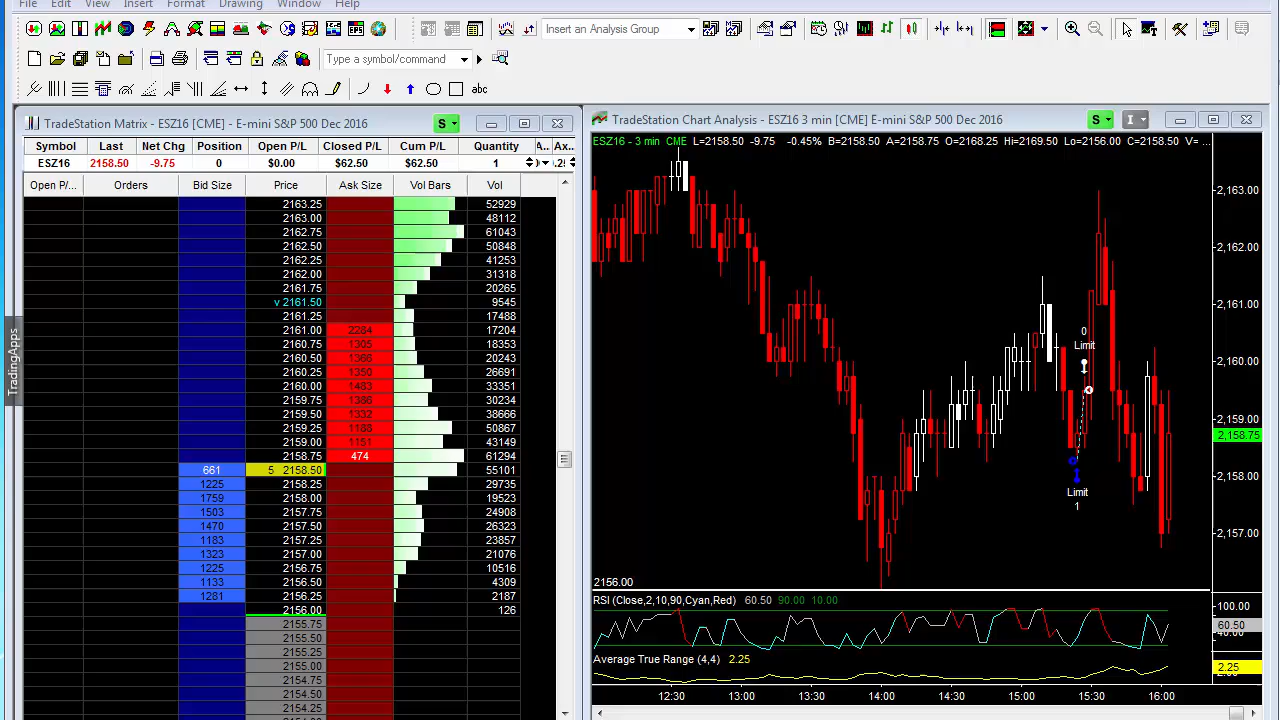 File Edit View Insert Format Drawing Window Help
Insert an Analysis Group
Type a symbol/command
abc
TradingApps
TradeStation Matrix - ESZ16 [CME] - E-mini S&P 500 Dec 2016 S
Symbol Last Net Chg Position Open P/L Closed P/L Cum P/L Quantity A.. Ax...
ESZ16 2158.50 -9.75 0 $0.00 $62.50 $62.50 1
Open P/... Orders Bid Size Price Ask Size Vol Bars Vol
2163.25 52929
2163.00 48112
2162.75 61043
2162.50 50848
2162.25 41253
2162.00 31318
2161.75 20265
v 2161.50 9545
2161.25 17488
2161.00 2284 17204
2160.75 1305 18353
2160.50 1366 20243
2160.25 1350 26691
2160.00 1483 33351
2159.75 1386 30234
2159.50 1332 38666
2159.25 1188 50867
2159.00 1151 43149
2158.75 474 61294
661 5 2158.50 55101
1225 2158.25 29735
1759 2158.00 19523
1503 2157.75 24908
1470 2157.50 26323
1183 2157.25 23857
1323 2157.00 21076
1225 2156.75 10516
1133 2156.50 4309
1281 2156.25 2187
2156.00 126
2155.75
2155.50
2155.25
2155.00
2154.75
2154.50
2154.25
TradeStation Chart Analysis - ESZ16 3 min [CME] E-mini S&P 500 Dec 2016 S I
ESZ16 - 3 min CME L=2158.50 -9.75 -0.45% B=2158.50 A=2158.75 O=2168.25 Hi=2169.50 Lo=2156.00 C=2158.50 V= ...
2,163.00
2,162.00
2,161.00
2,160.00
2,159.00
2,158.75
2,158.00
2,157.00
0
Limit
Limit
1
2156.00
RSI (Close,2,10,90,Cyan,Red) 60.50 90.00 10.00
100.00
60.50
40.00
Average True Range (4,4) 2.25
2.25
12:30 13:00 13:30 14:00 14:30 15:00 15:30 16:00